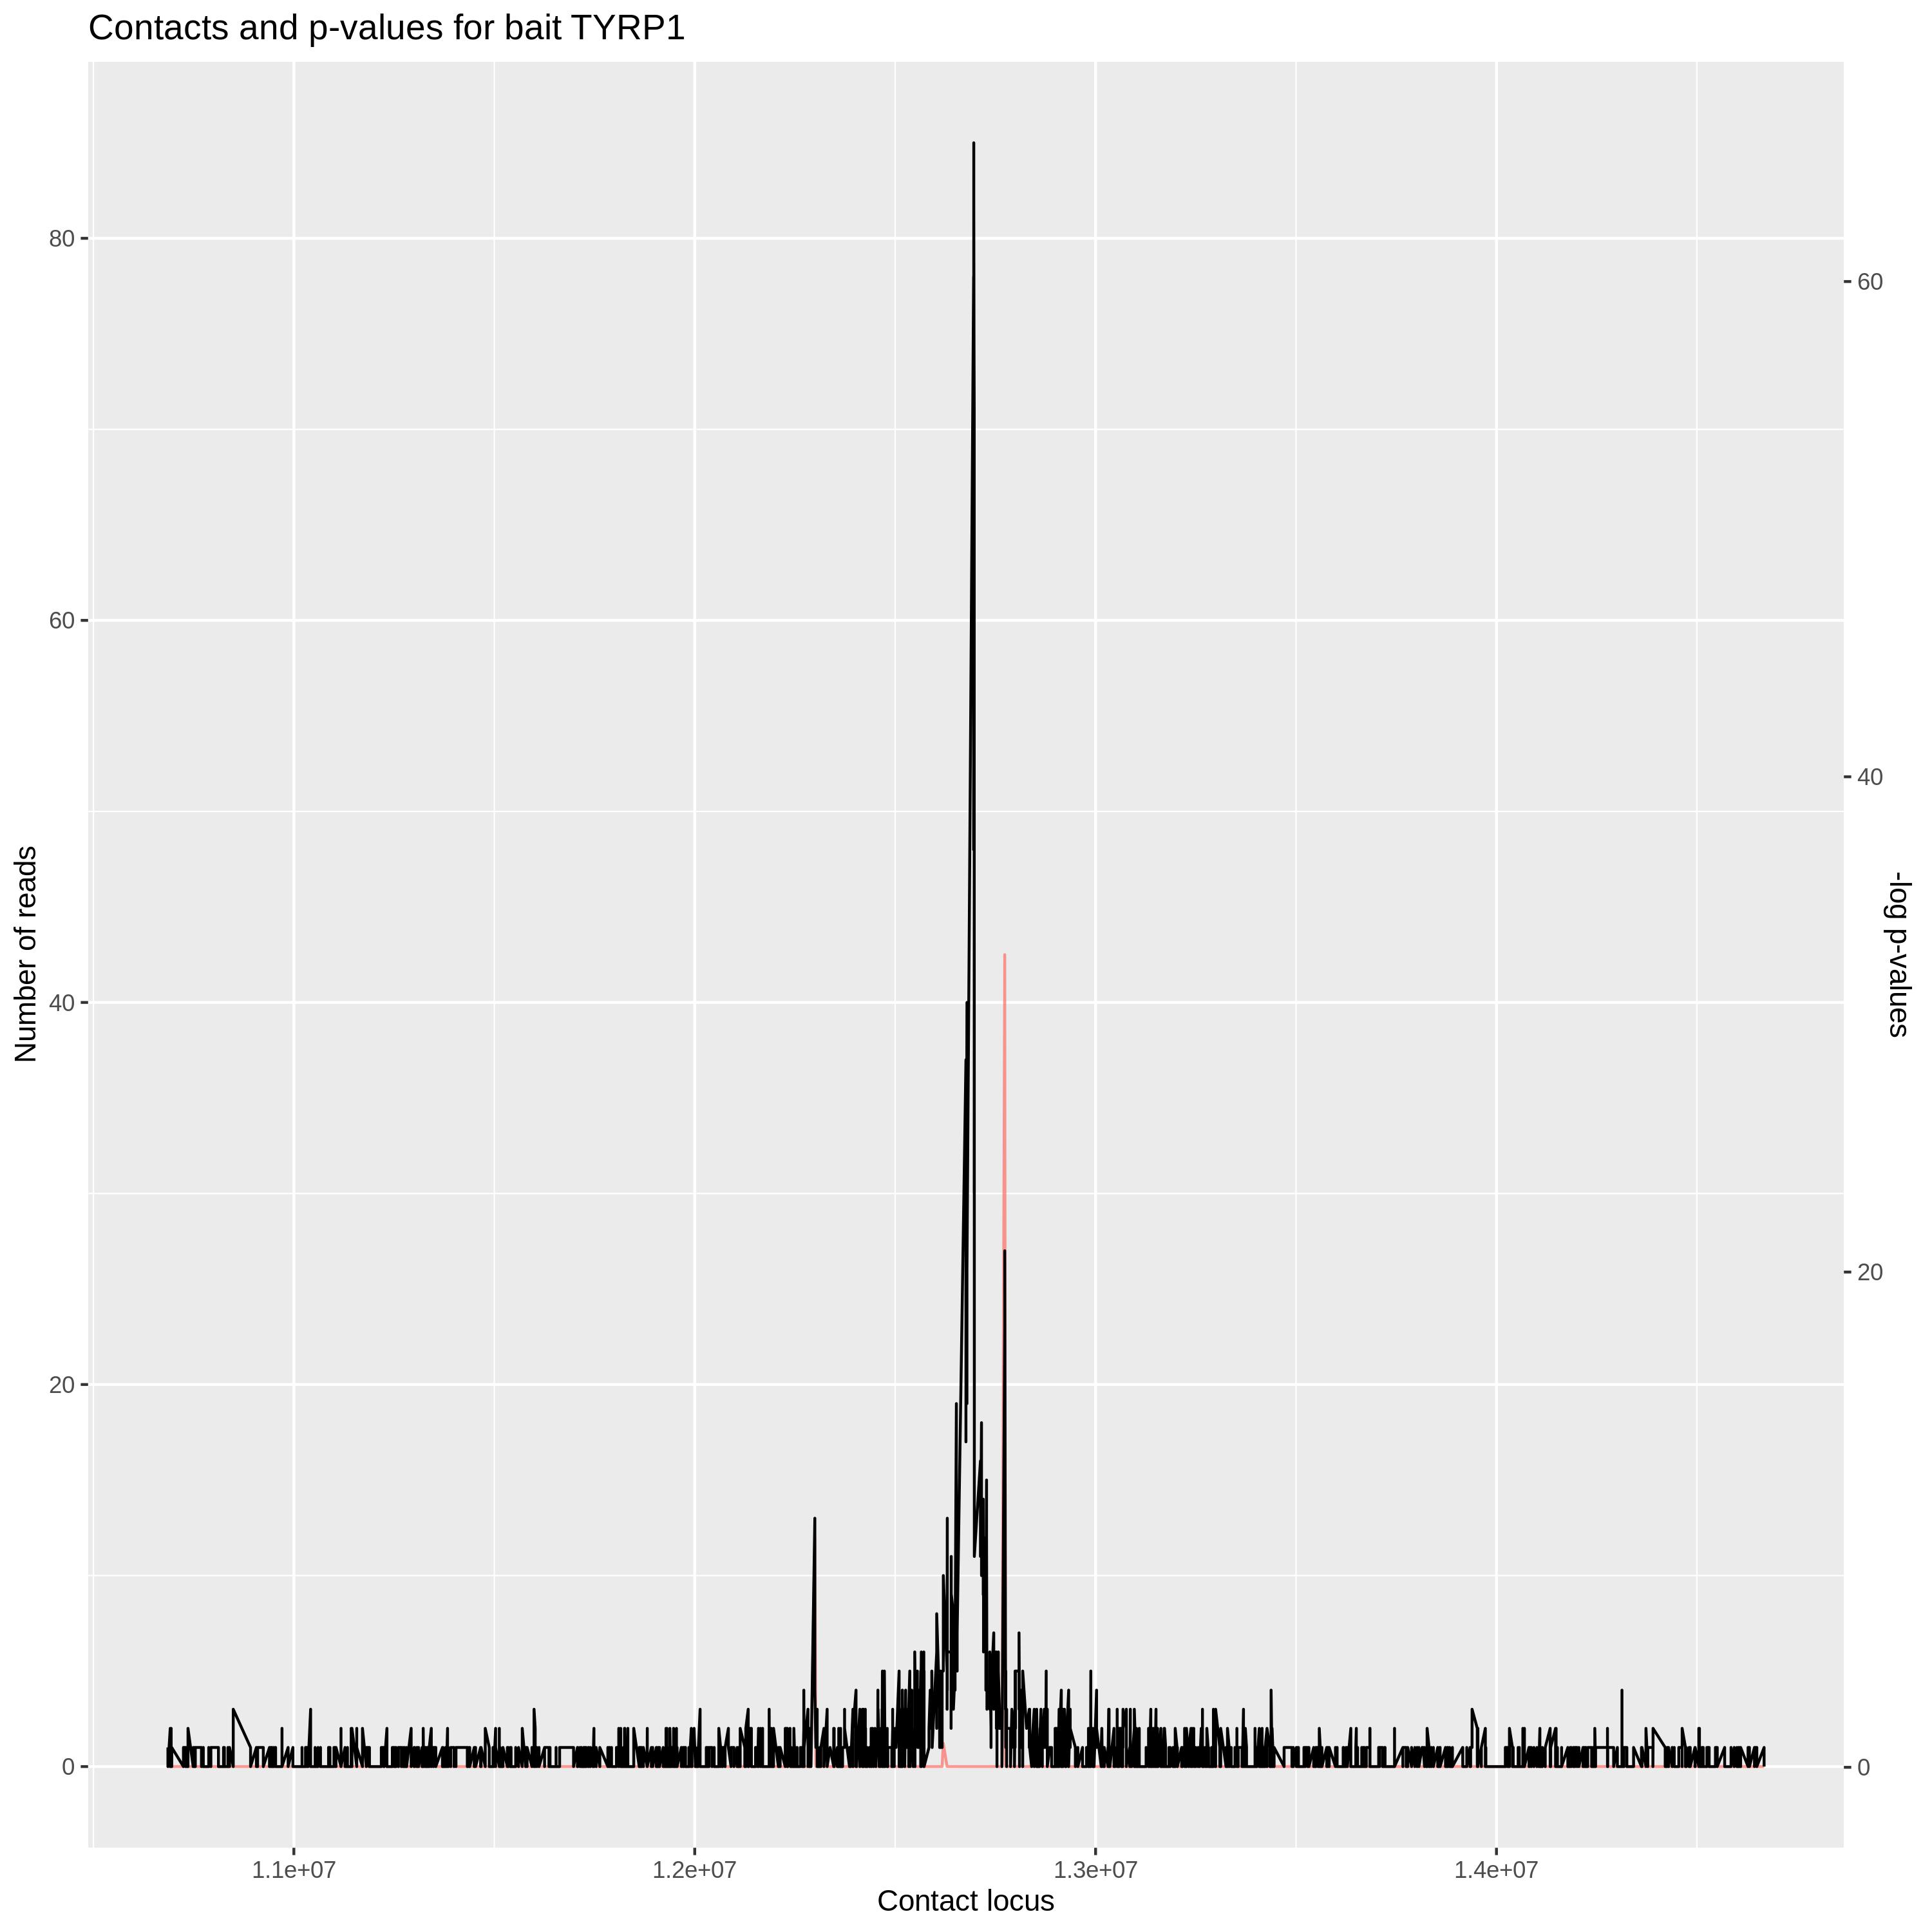 Contacts and p-values for bait TYRP1
Number of reads
80
60
40
20
0
60
40
20
0
-log p-values
1.1e+07 1.2e+07 1.3e+07 1.4e+07
Contact locus